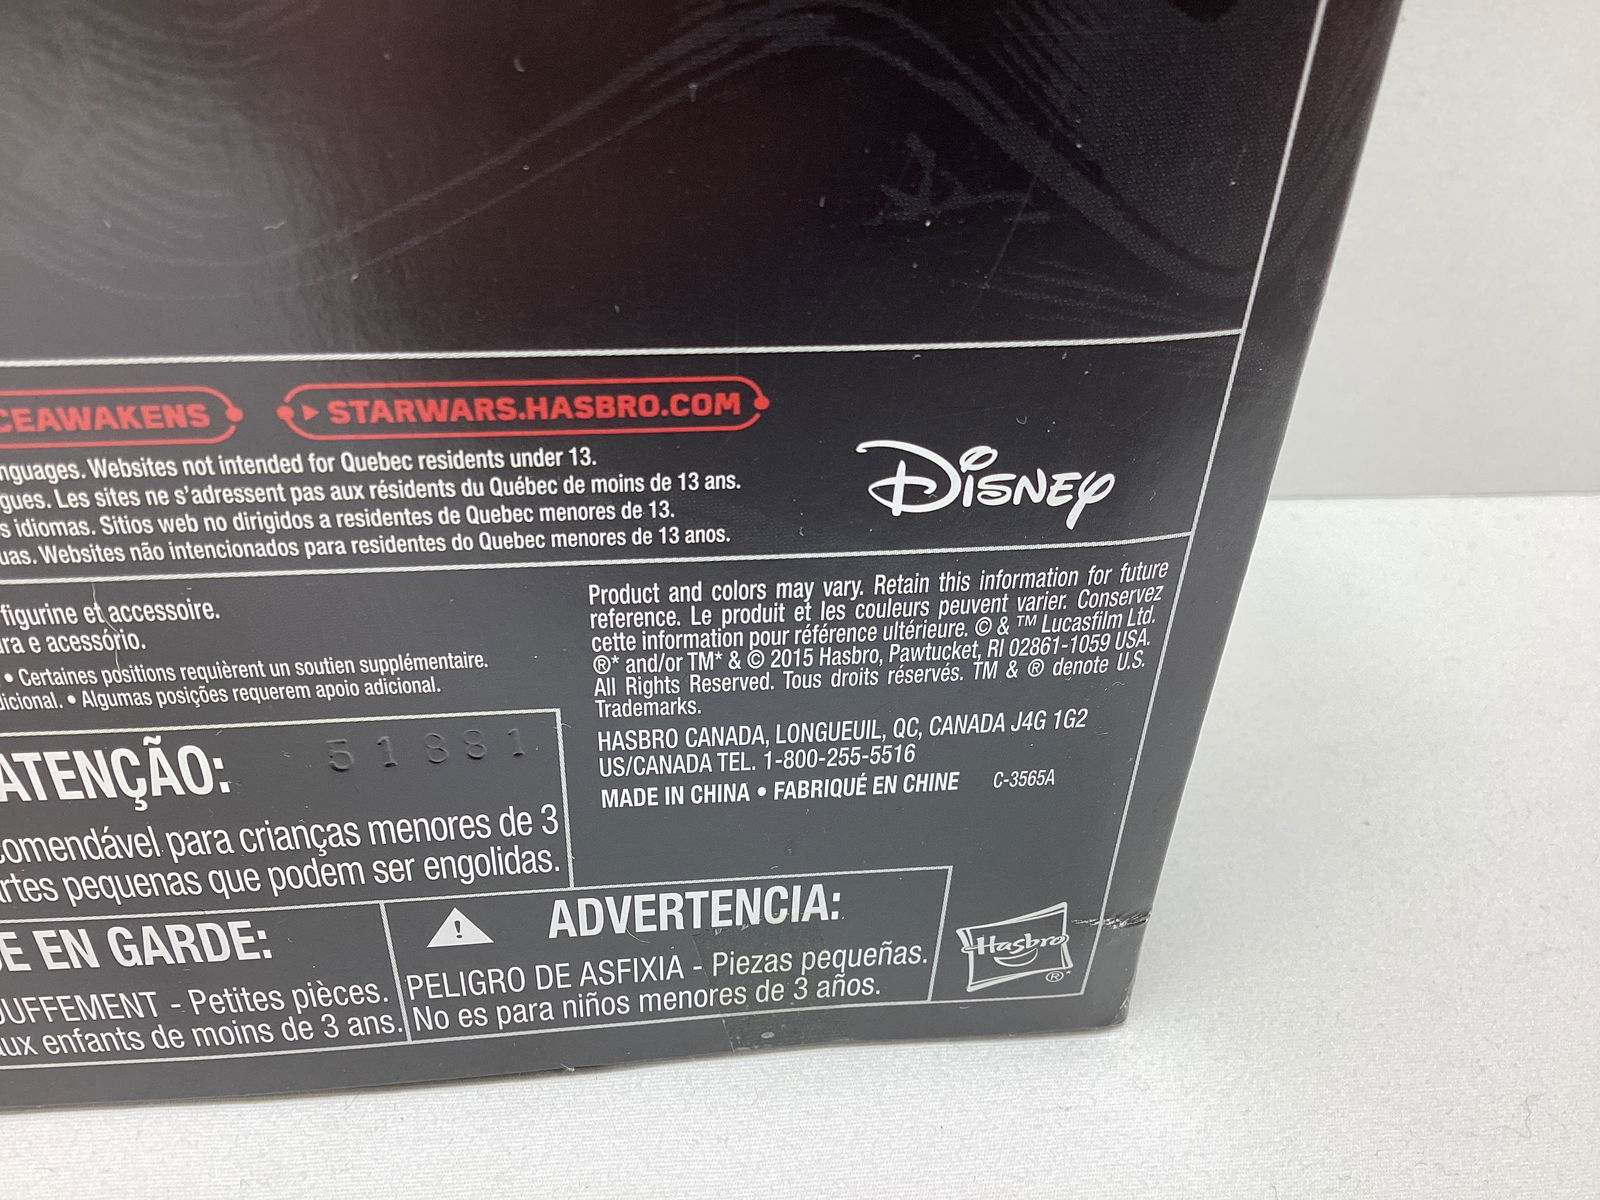 CEAWAKENS
STARWARS.HASBRO.COM
nguages. Websites not intended for Quebec residents under 13.
gues. Les sites ne s'adressent pas aux résidents du Québec de moins de 13 ans.
s idiomas. Sitios web no dirigidos a residentes de Quebec menores de 13.
uas. Websites não intencionados para residentes do Quebec menores de 13 anos.
Disney
figurine et accessoire.
ra e acessório.
• Certaines positions requièrent un soutien supplémentaire.
dicional. • Algumas posições requerem apoio adicional.
Product and colors may vary. Retain this information for future
reference. Le produit et les couleurs peuvent varier. Conservez
cette information pour référence ultérieure. © & ™ Lucasfilm Ltd.
®* and/or TM* & © 2015 Hasbro, Pawtucket, RI 02861-1059 USA.
All Rights Reserved. Tous droits réservés. TM & ® denote U.S.
Trademarks.
HASBRO CANADA, LONGUEUIL, QC, CANADA J4G 1G2
US/CANADA TEL. 1-800-255-5516
MADE IN CHINA • FABRIQUÉ EN CHINE C-3565A
ATENÇÃO: 51881
comendável para crianças menores de 3
artes pequenas que podem ser engolidas.
E EN GARDE:
OUFFEMENT - Petites pièces.
ux enfants de moins de 3 ans.
ADVERTENCIA:
PELIGRO DE ASFIXIA - Piezas pequeñas.
No es para niños menores de 3 años.
Hasbro
®*